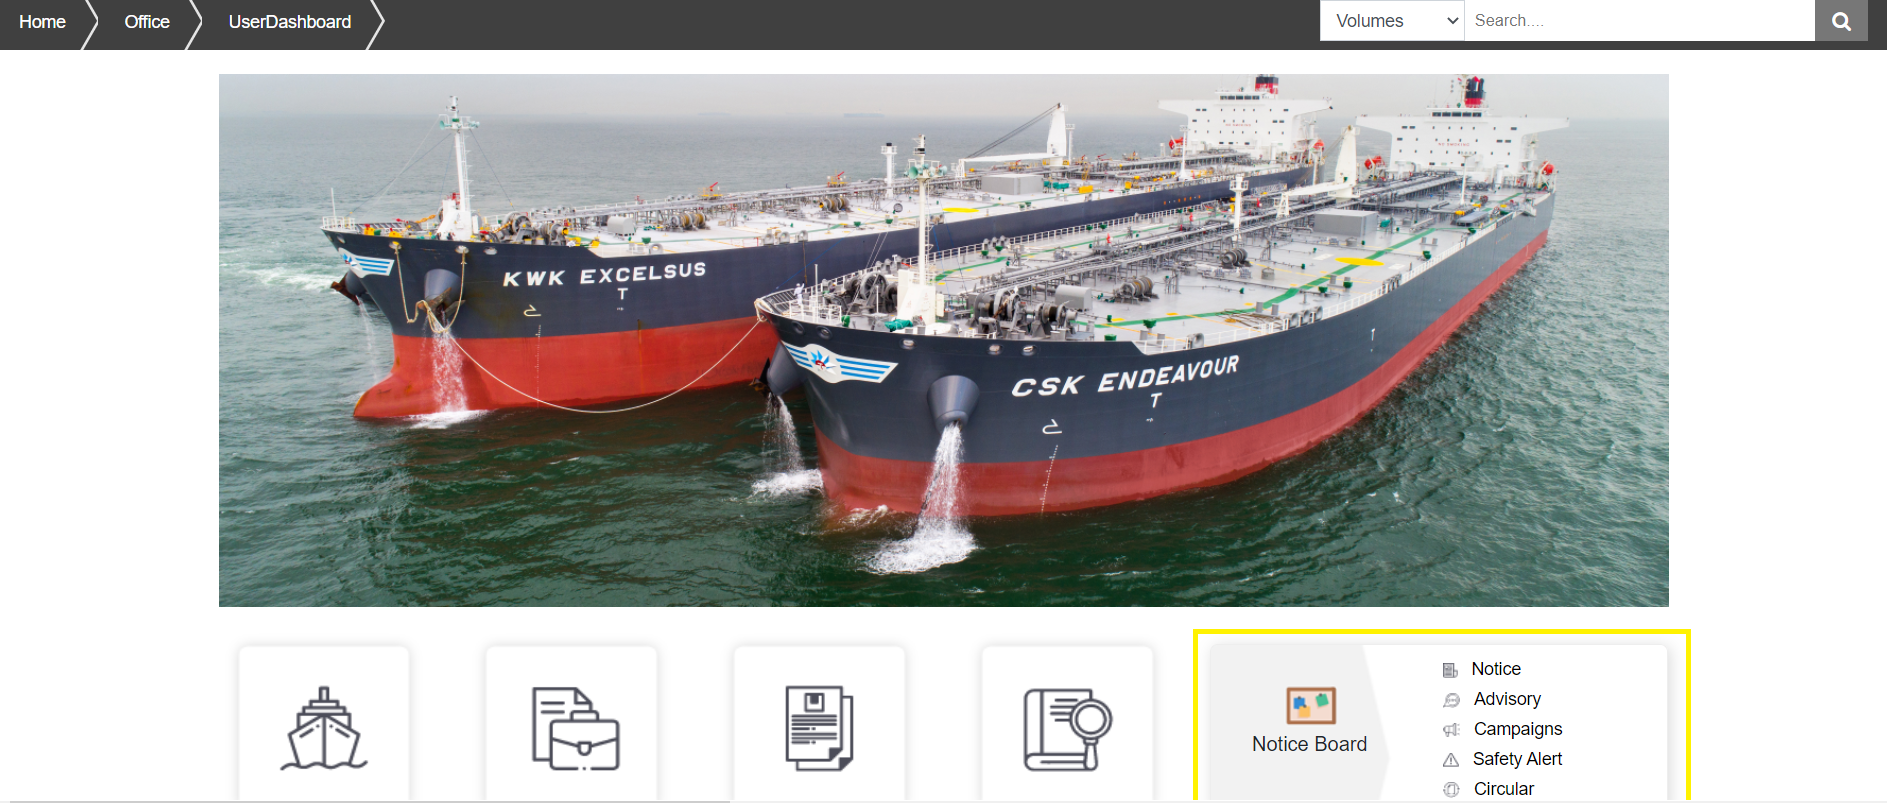 Home
Office
UserDashboard
Volumes
Search....
KWK EXCELSUS
T
CSK ENDEAVOUR
T
Notice Board
Notice
Advisory
Campaigns
Safety Alert
Circular